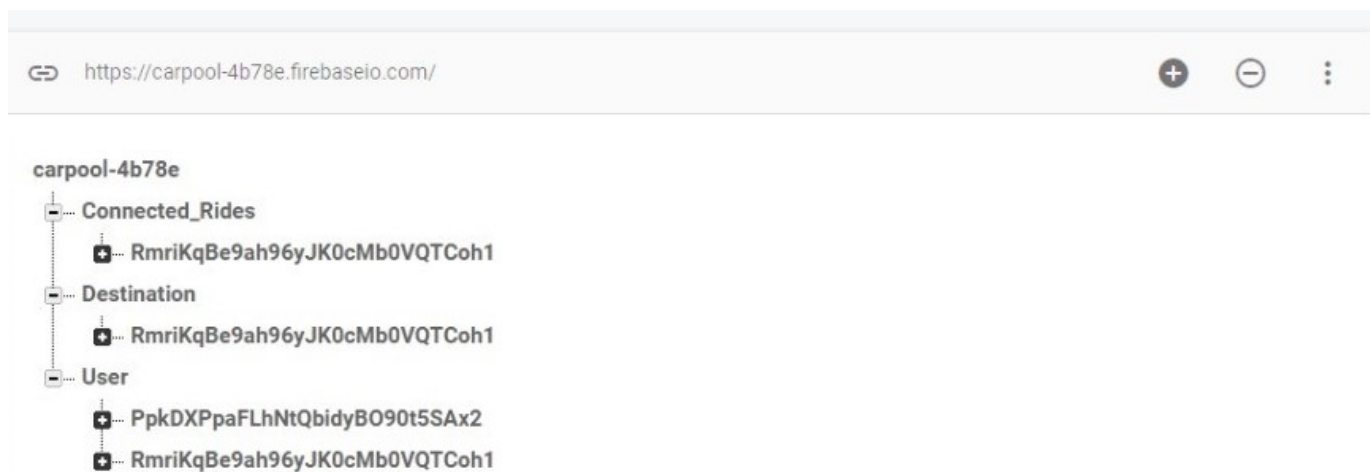 https://carpool-4b78e.firebaseio.com/
carpool-4b78e
Connected_Rides
RmriKqBe9ah96yJK0cMb0VQTCoh1
Destination
RmriKqBe9ah96yJK0cMb0VQTCoh1
User
PpkDXPpaFLhNtQbidyBO90t5SAx2
RmriKqBe9ah96yJK0cMb0VQTCoh1